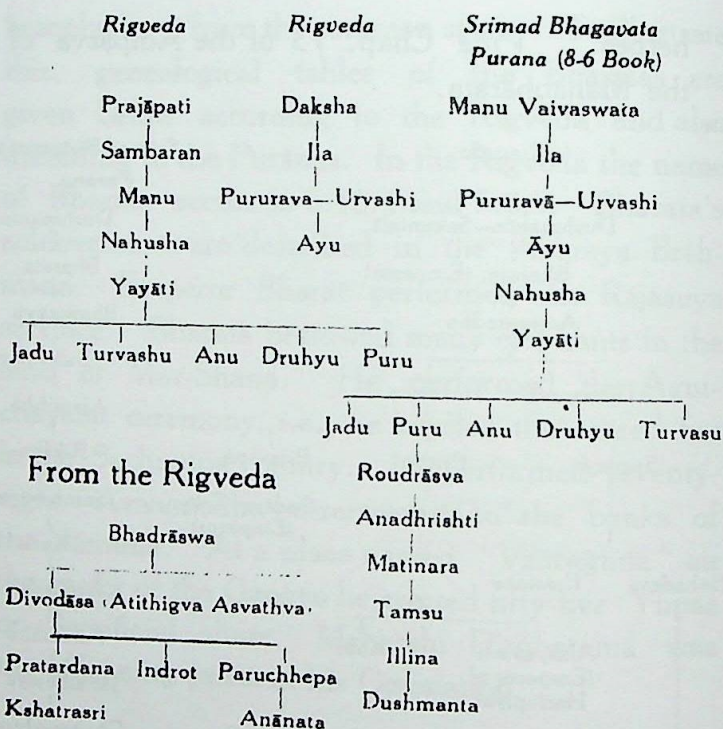 Rigveda Rigveda Srimad Bhagavata
Purana (8-6 Book)
Prajāpati Daksha Manu Vaivaswata
Sambaran Ila Ila
Manu Pururava—Urvashi Pururavā—Urvashi
Nahusha Ayu Āyu
Yayāti Nahusha
Jadu Turvashu Anu Druhyu Puru Yayāti
Jadu Puru Anu Druhyu Turvasu
From the Rigveda Roudrāsva
Bhadrāswa Anadhrishti
Matinara
Divodāsa Atithigva Asvathva. Tamsu
Pratardana Indrot Paruchhepa Illina
Kshatrasri Anānata Dushmanta